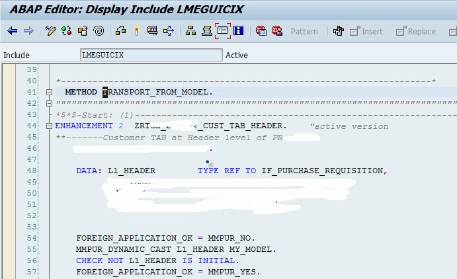 ABAP Editor: Display Include LMEGUICIX
Pattern Insert Replace
Include LMEGUICIX Active
39
40 *----------------------------------------------------------------------*
41 METHOD TRANSPORT_FROM_MODEL.
42
43 *$*$-Start: (1)
44 ENHANCEMENT 2 _CUST_TAB_HEADER. "active version
45 **--------Customer TAB at Header level of PR
46
47
48 DATA: L1_HEADER TYPE REF TO IF_PURCHASE_REQUISITION,
49
50
51
53
54 FOREIGN_APPLICATION_OK = MMPUR_NO.
55 MMPUR_DYNAMIC_CAST L1_HEADER MY_MODEL.
56 CHECK NOT L1_HEADER IS INITIAL.
57 FOREIGN_APPLICATION_OK = MMPUR_YES.